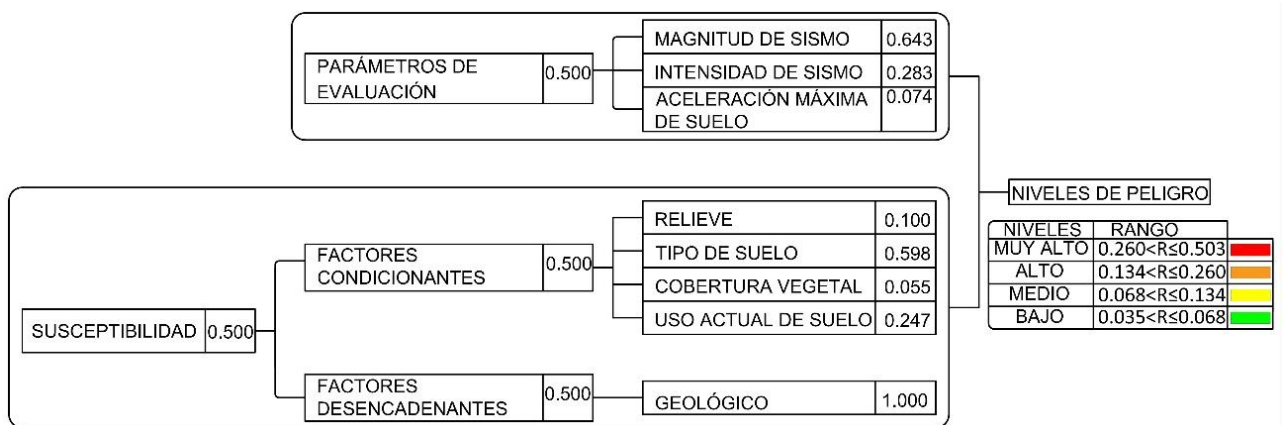 PARÁMETROS DE
EVALUACIÓN
0.500
MAGNITUD DE SISMO 0.643
INTENSIDAD DE SISMO 0.283
ACELERACIÓN MÁXIMA
DE SUELO
0.074
SUSCEPTIBILIDAD 0.500
FACTORES
CONDICIONANTES
0.500
RELIEVE 0.100
TIPO DE SUELO 0.598
COBERTURA VEGETAL 0.055
USO ACTUAL DE SUELO 0.247
FACTORES
DESENCADENANTES
0.500
GEOLÓGICO 1.000
NIVELES DE PELIGRO
NIVELES RANGO
MUY ALTO 0.260<R≤0.503
ALTO 0.134<R≤0.260
MEDIO 0.068<R≤0.134
BAJO 0.035<R≤0.068